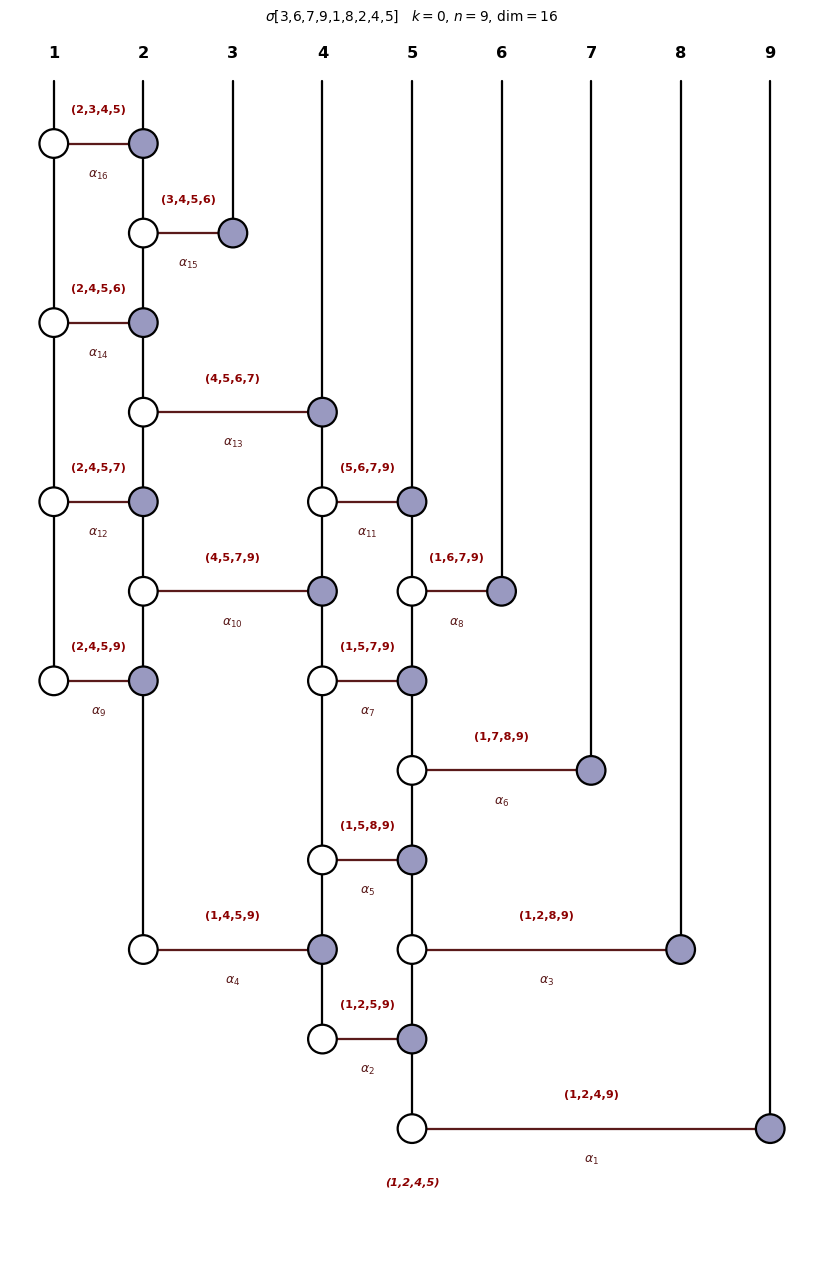 σ[3,6,7,9,1,8,2,4,5]   k = 0, n = 9, dim = 16
1 2 3 4 5 6 7 8 9
(2,3,4,5)
α16
(3,4,5,6)
α15
(2,4,5,6)
α14
(4,5,6,7)
α13
(2,4,5,7) (5,6,7,9)
α12 α11
(4,5,7,9) (1,6,7,9)
α10 α8
(2,4,5,9) (1,5,7,9)
α9 α7
(1,7,8,9)
α6
(1,5,8,9)
α5
(1,4,5,9) (1,2,8,9)
α4 α3
(1,2,5,9)
α2
(1,2,4,9)
α1
(1,2,4,5)